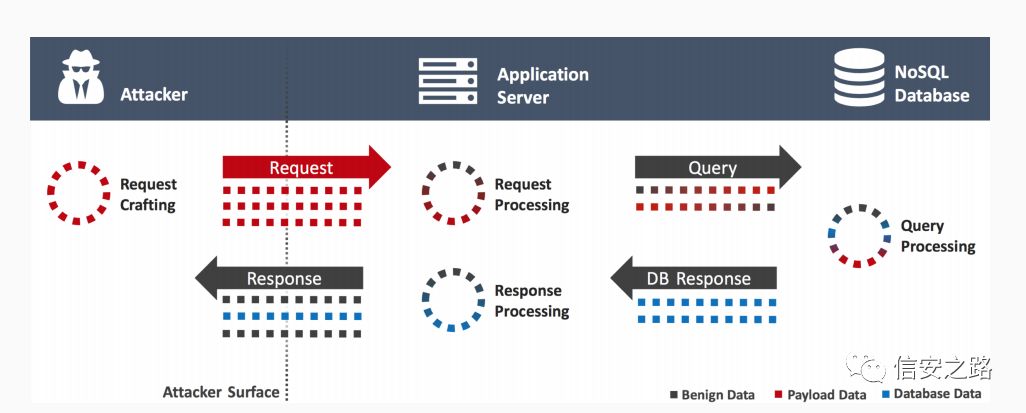 Attacker
Application
Server
NoSQL
Database
Request
Crafting
Request
Request
Processing
Query
Query
Processing
Response
Response
Processing
DB Response
Attacker Surface
信安之路
Benign Data
Payload Data
Database Data